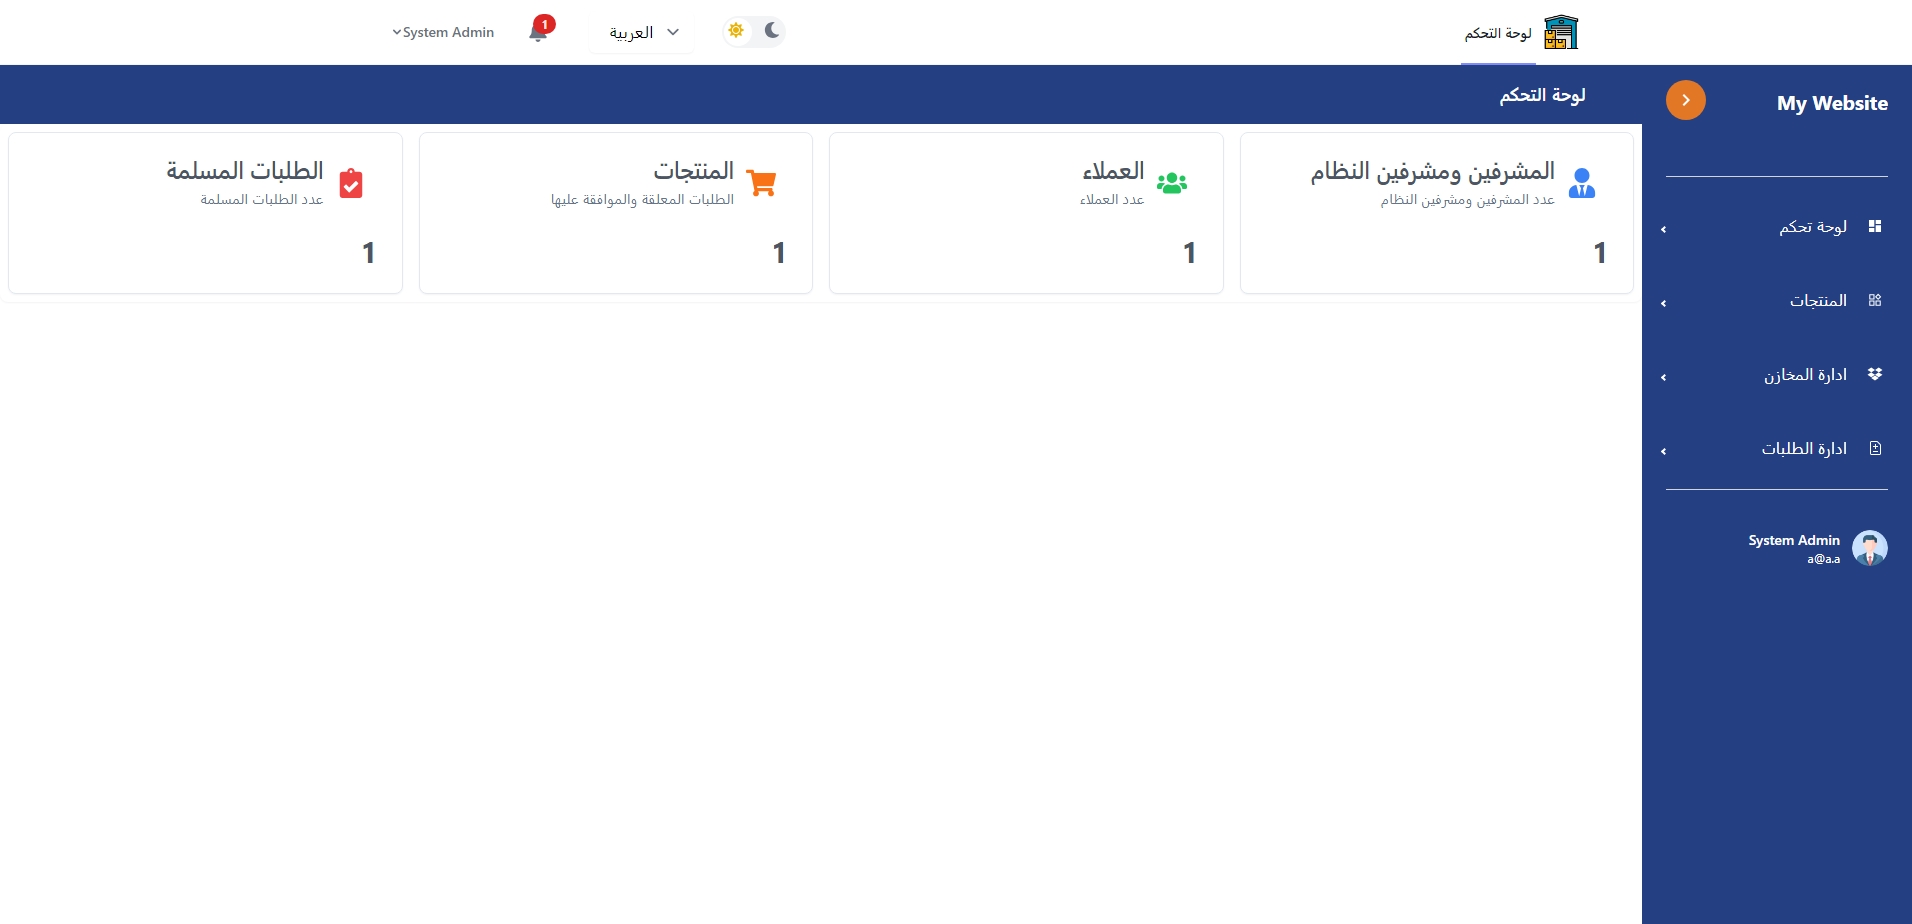 لوحة التحكم
العربية
1
System Admin
My Website
لوحة تحكم
المنتجات
ادارة المخازن
ادارة الطلبات
System Admin
a@a.a
لوحة التحكم
المشرفين ومشرفين النظام
عدد المشرفين ومشرفين النظام
1
العملاء
عدد العملاء
1
المنتجات
الطلبات المعلقة والموافقة عليها
1
الطلبات المسلمة
عدد الطلبات المسلمة
1